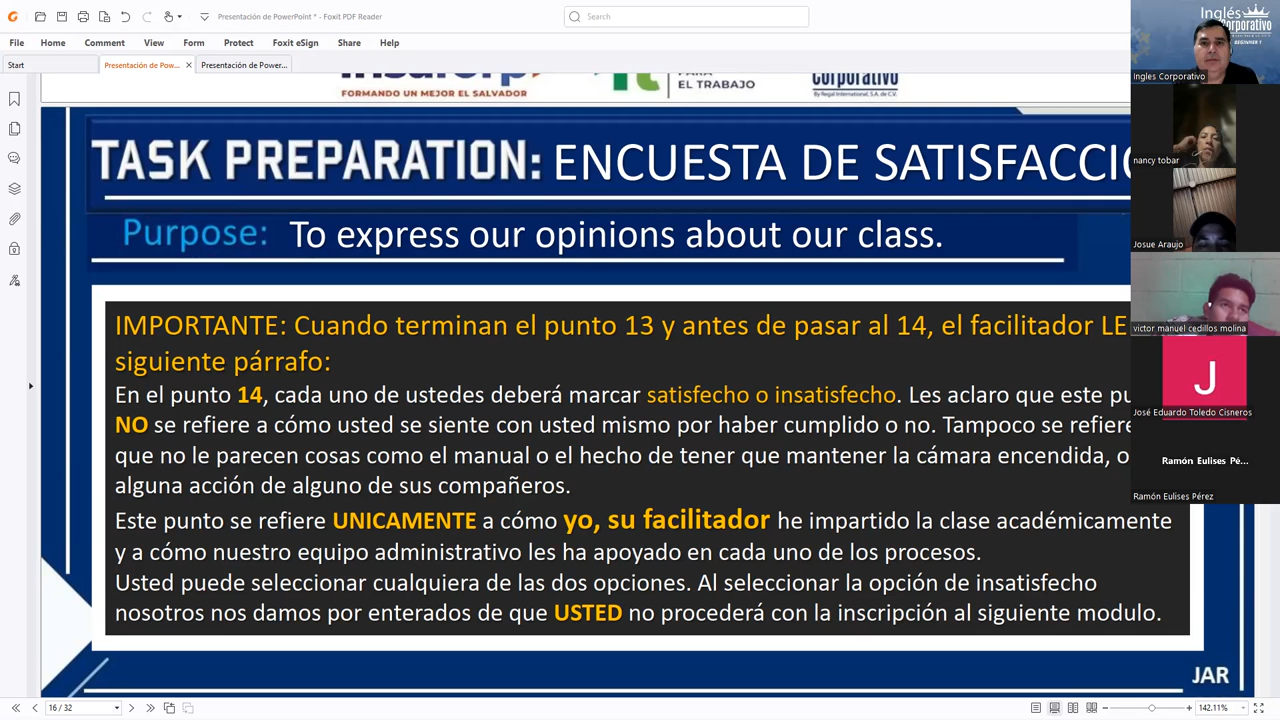 Presentación de PowerPoint * - Foxit PDF Reader
Search
File Home Comment View Form Protect Foxit eSign Share Help
Start
Presentación de Pow...
Presentación de Power...
FORMANDO UN MEJOR EL SALVADOR
PARA
EL TRABAJO
corporativo
By Regal International, S.A. de C.V.
TASK PREPARATION: ENCUESTA DE SATISFACCI
Purpose: To express our opinions about our class.
IMPORTANTE: Cuando terminan el punto 13 y antes de pasar al 14, el facilitador LE
siguiente párrafo:
En el punto 14, cada uno de ustedes deberá marcar satisfecho o insatisfecho. Les aclaro que este pu
NO se refiere a cómo usted se siente con usted mismo por haber cumplido o no. Tampoco se refiere
que no le parecen cosas como el manual o el hecho de tener que mantener la cámara encendida, o
alguna acción de alguno de sus compañeros.
Este punto se refiere UNICAMENTE a cómo yo, su facilitador he impartido la clase académicamente
y a cómo nuestro equipo administrativo les ha apoyado en cada uno de los procesos.
Usted puede seleccionar cualquiera de las dos opciones. Al seleccionar la opción de insatisfecho
nosotros nos damos por enterados de que USTED no procederá con la inscripción al siguiente modulo.
JAR
16 / 32
142.11%
Inglés
Corporativo
BEGINNER 1
Ingles Corporativo
nancy tobar
Josue Araujo
victor manuel cedillos molina
J
José Eduardo Toledo Cisneros
Ramón Eulises Pé...
Ramón Eulises Pérez